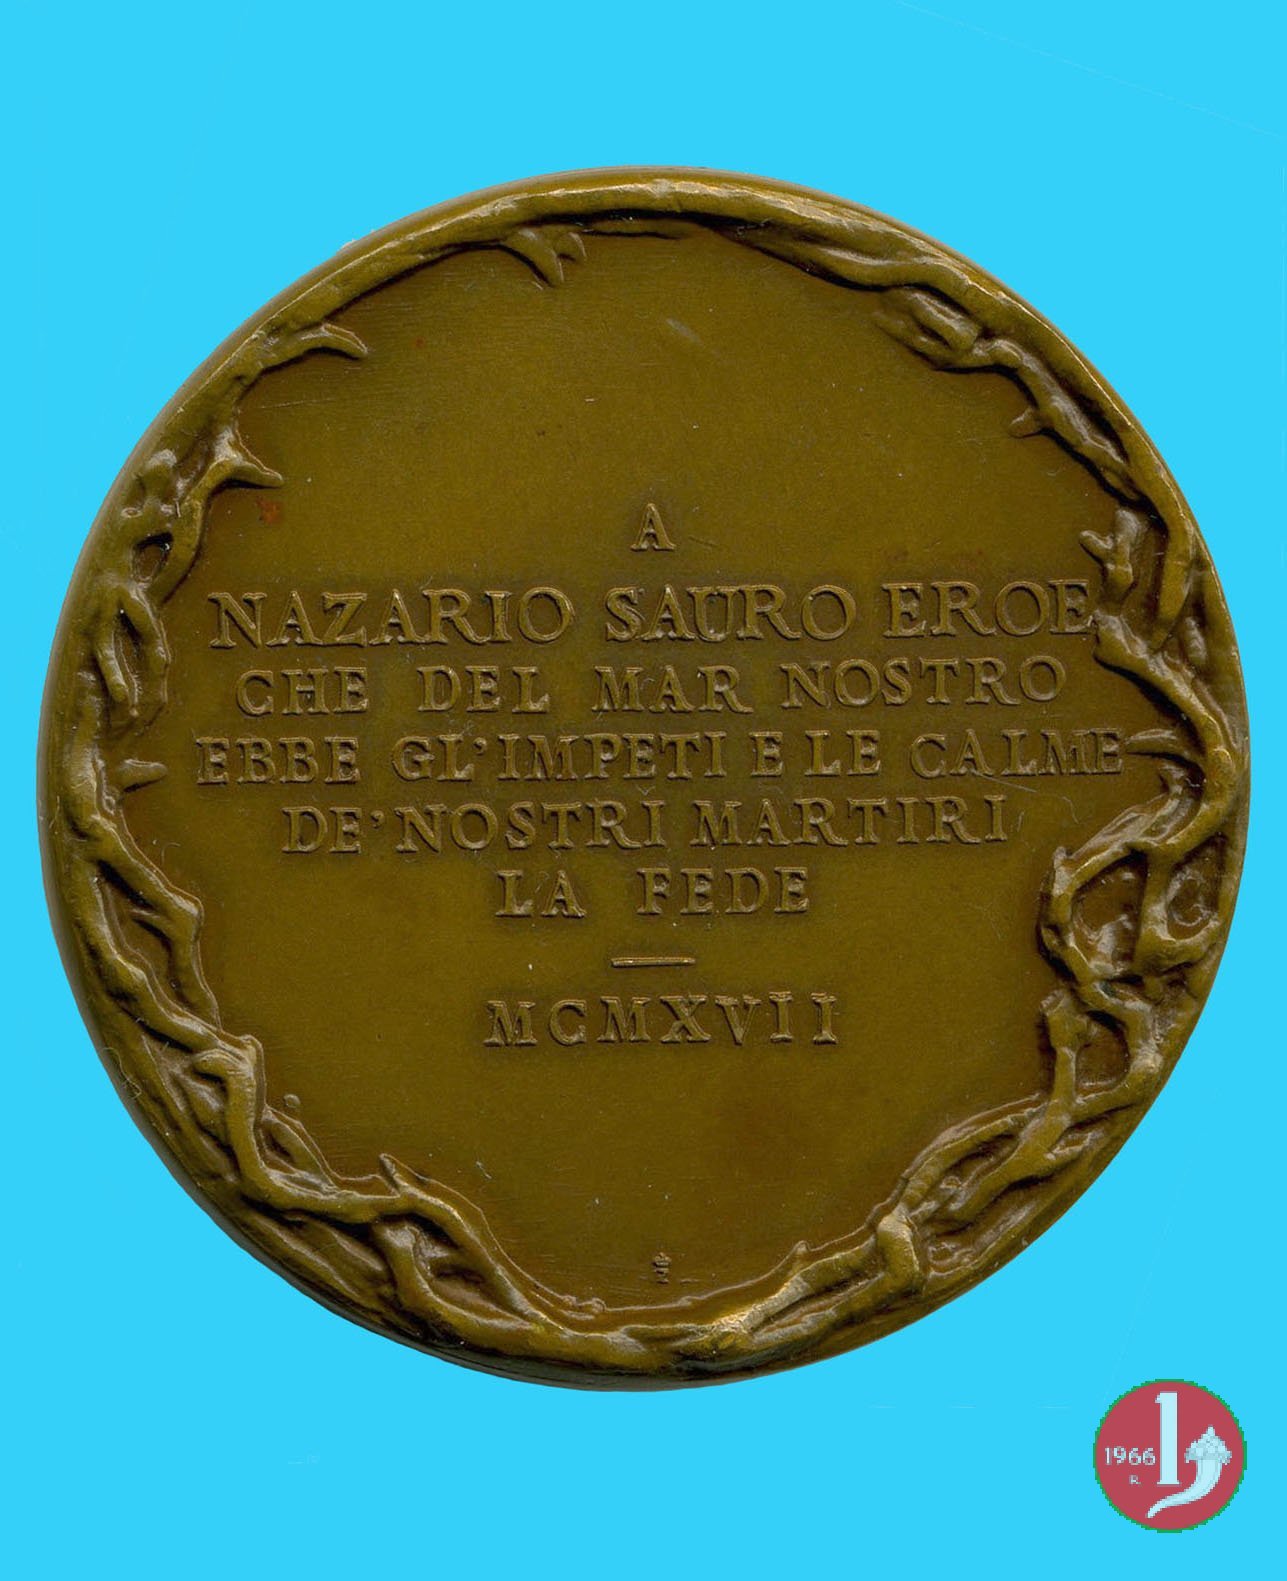 A
NAZARIO SAURO EROE
CHE DEL MAR NOSTRO
EBBE GL'IMPETI E LE CALME
DE' NOSTRI MARTIRI
LA FEDE
MCMXVII
1966
R
1